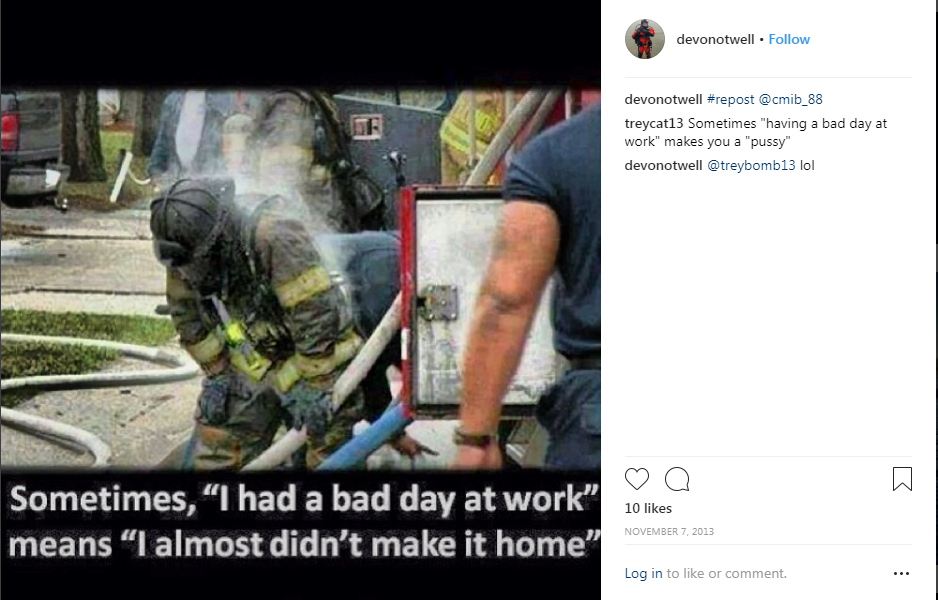 devonotwell • Follow
devonotwell #repost @cmib_88
treycat13 Sometimes "having a bad day at
work" makes you a "pussy"
devonotwell @treybomb13 lol
Sometimes, “I had a bad day at work”
means “I almost didn’t make it home”
10 likes
NOVEMBER 7, 2013
Log in to like or comment.